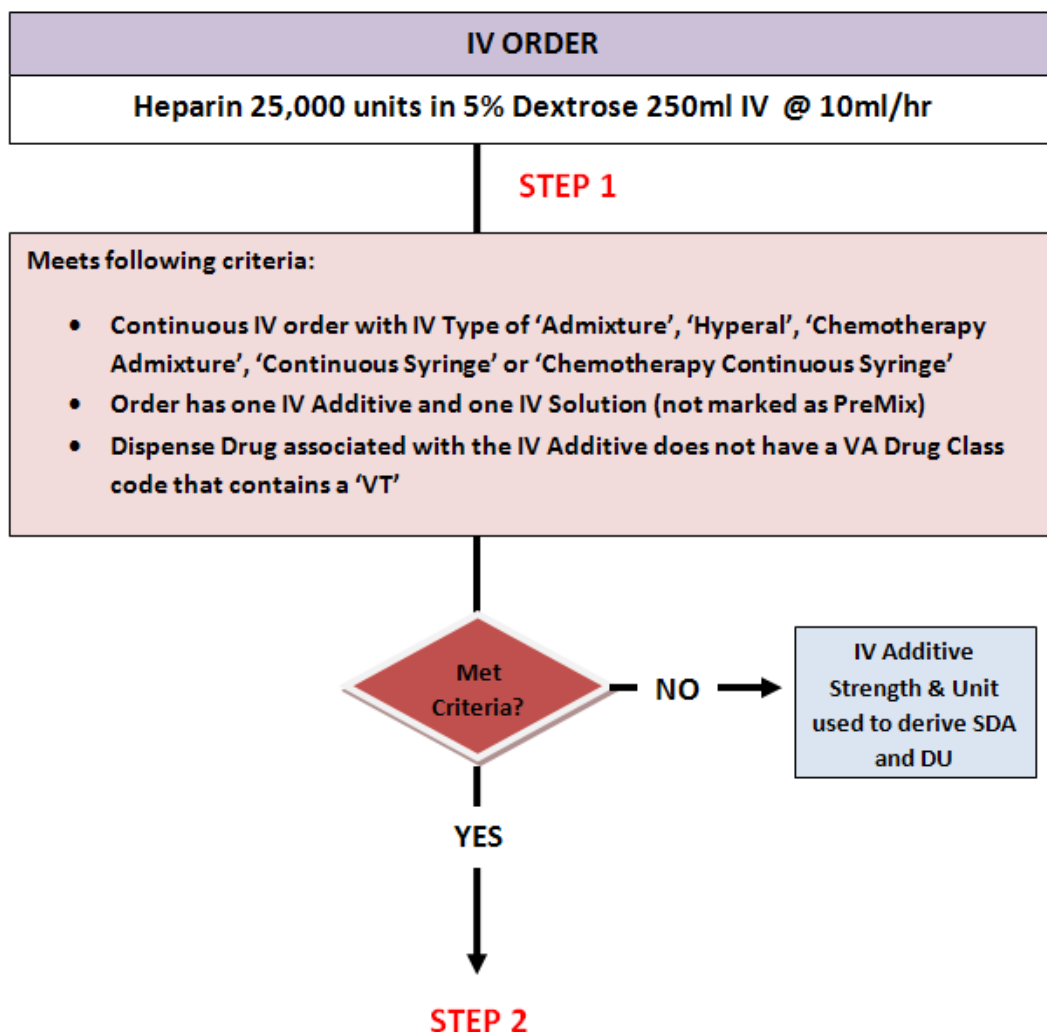 IV ORDER
Heparin 25,000 units in 5% Dextrose 250ml IV  @ 10ml/hr
STEP 1
Meets following criteria:
• Continuous IV order with IV Type of ‘Admixture’, ‘Hyperal’, ‘Chemotherapy
Admixture’, ‘Continuous Syringe’ or ‘Chemotherapy Continuous Syringe’
• Order has one IV Additive and one IV Solution (not marked as PreMix)
• Dispense Drug associated with the IV Additive does not have a VA Drug Class
code that contains a ‘VT’
Met
Criteria?
NO
IV Additive
Strength & Unit
used to derive SDA
and DU
YES
STEP 2